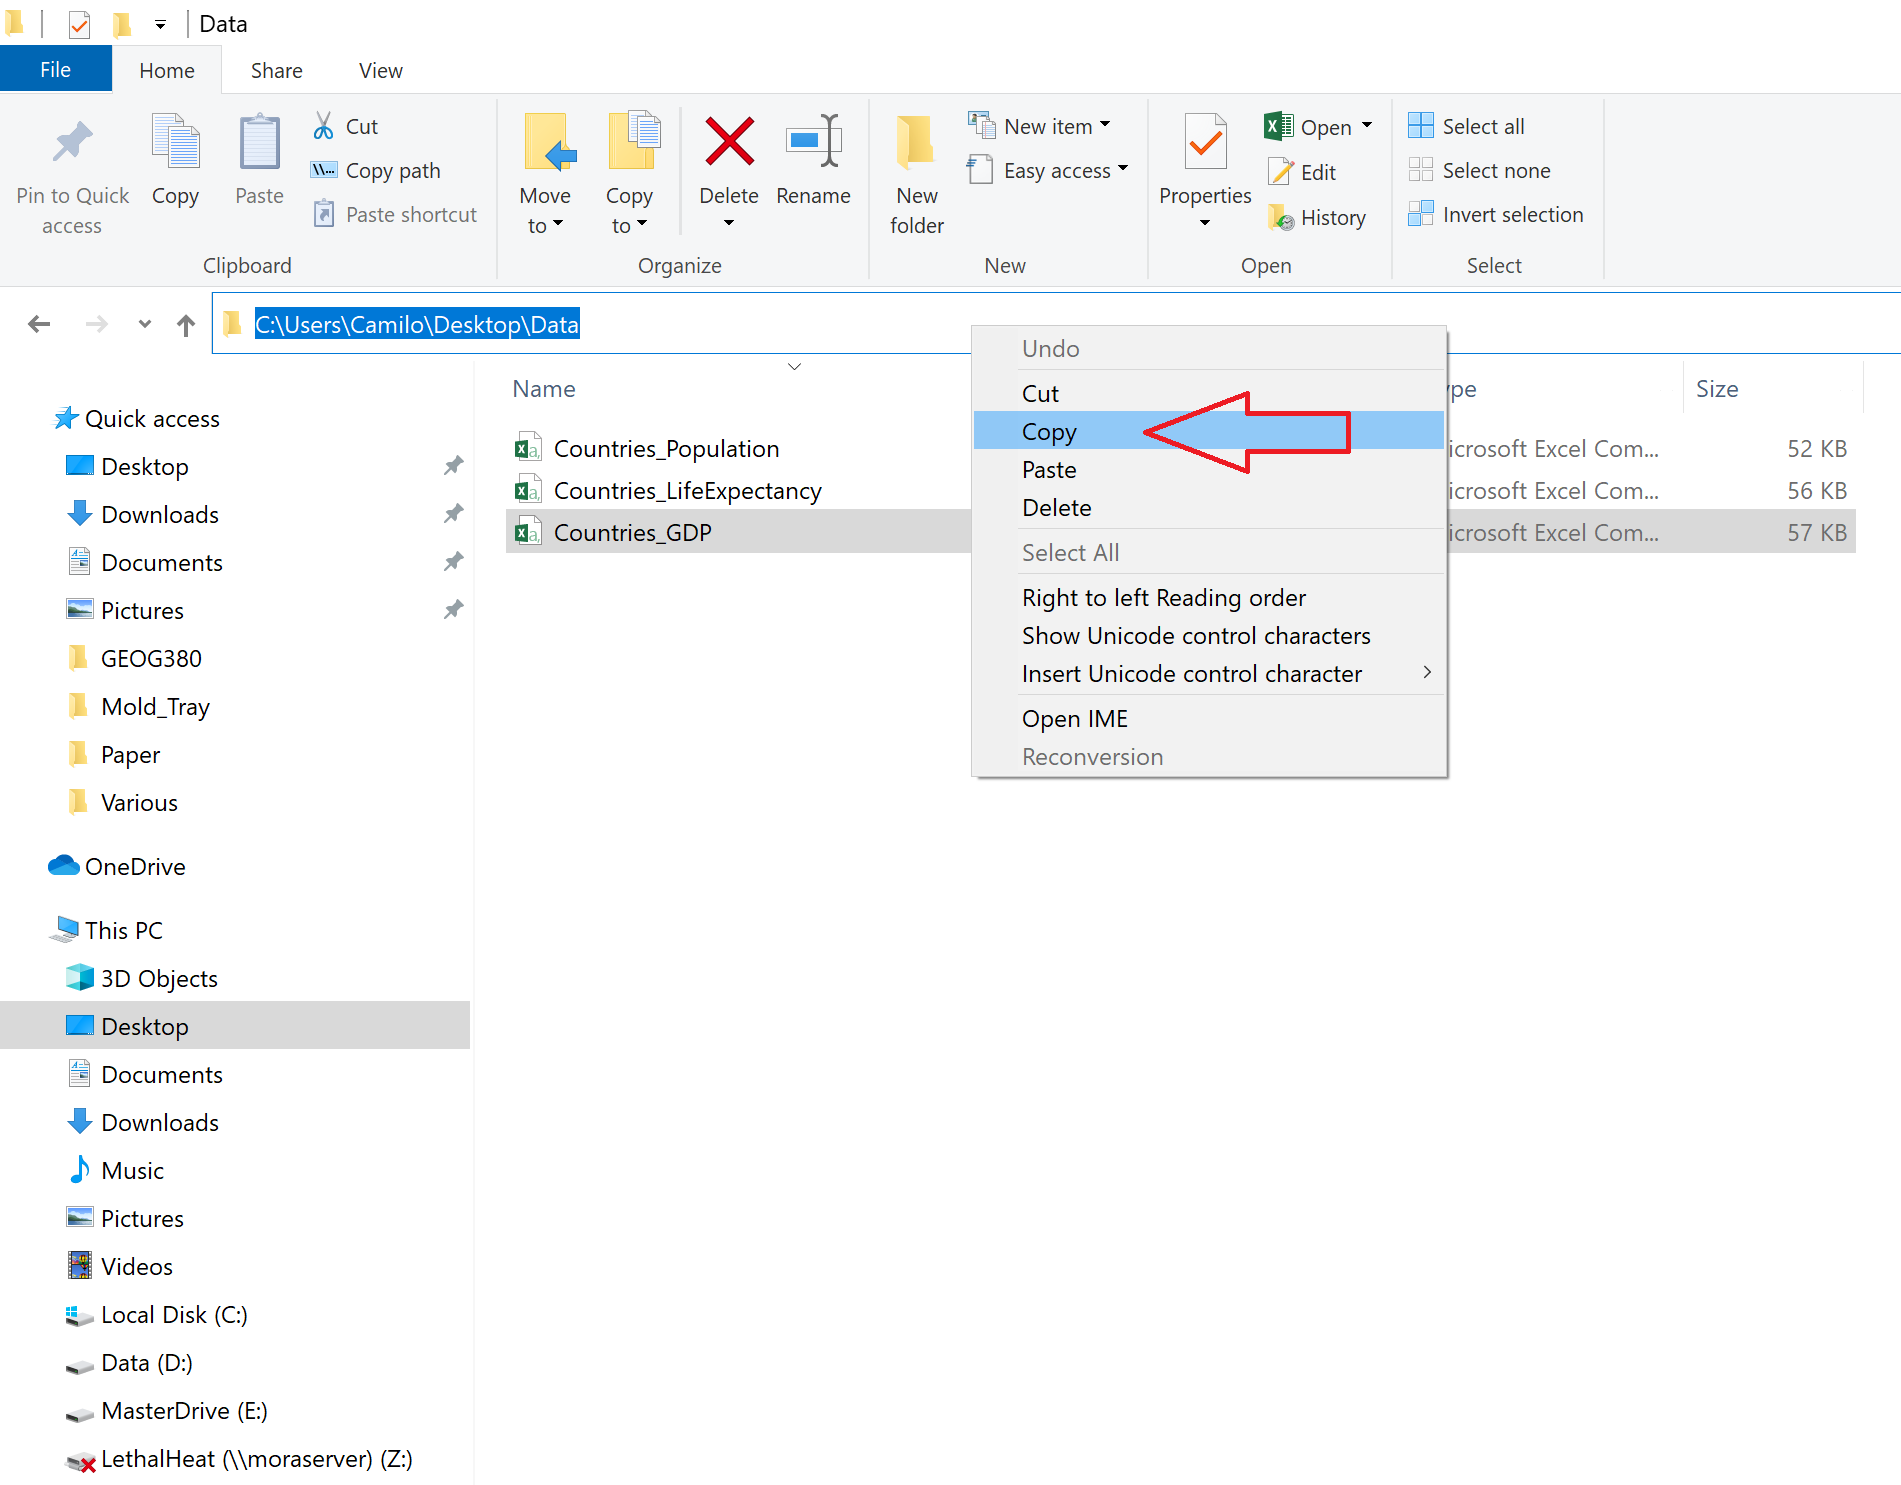 Data
File Home Share View
Pin to Quick access
Copy
Paste
Cut
Copy path
Paste shortcut
Clipboard
Move to
Copy to
Delete
Rename
Organize
New folder
New item
Easy access
New
Properties
Open
Edit
History
Open
Select all
Select none
Invert selection
Select
C:\Users\Camilo\Desktop\Data
Name
ype
Size
Countries_Population
icrosoft Excel Com... 52 KB
Countries_LifeExpectancy
icrosoft Excel Com... 56 KB
Countries_GDP
icrosoft Excel Com... 57 KB
Undo
Cut
Copy
Paste
Delete
Select All
Right to left Reading order
Show Unicode control characters
Insert Unicode control character
Open IME
Reconversion
Quick access
Desktop
Downloads
Documents
Pictures
GEOG380
Mold_Tray
Paper
Various
OneDrive
This PC
3D Objects
Desktop
Documents
Downloads
Music
Pictures
Videos
Local Disk (C:)
Data (D:)
MasterDrive (E:)
LethalHeat (\\moraserver) (Z:)